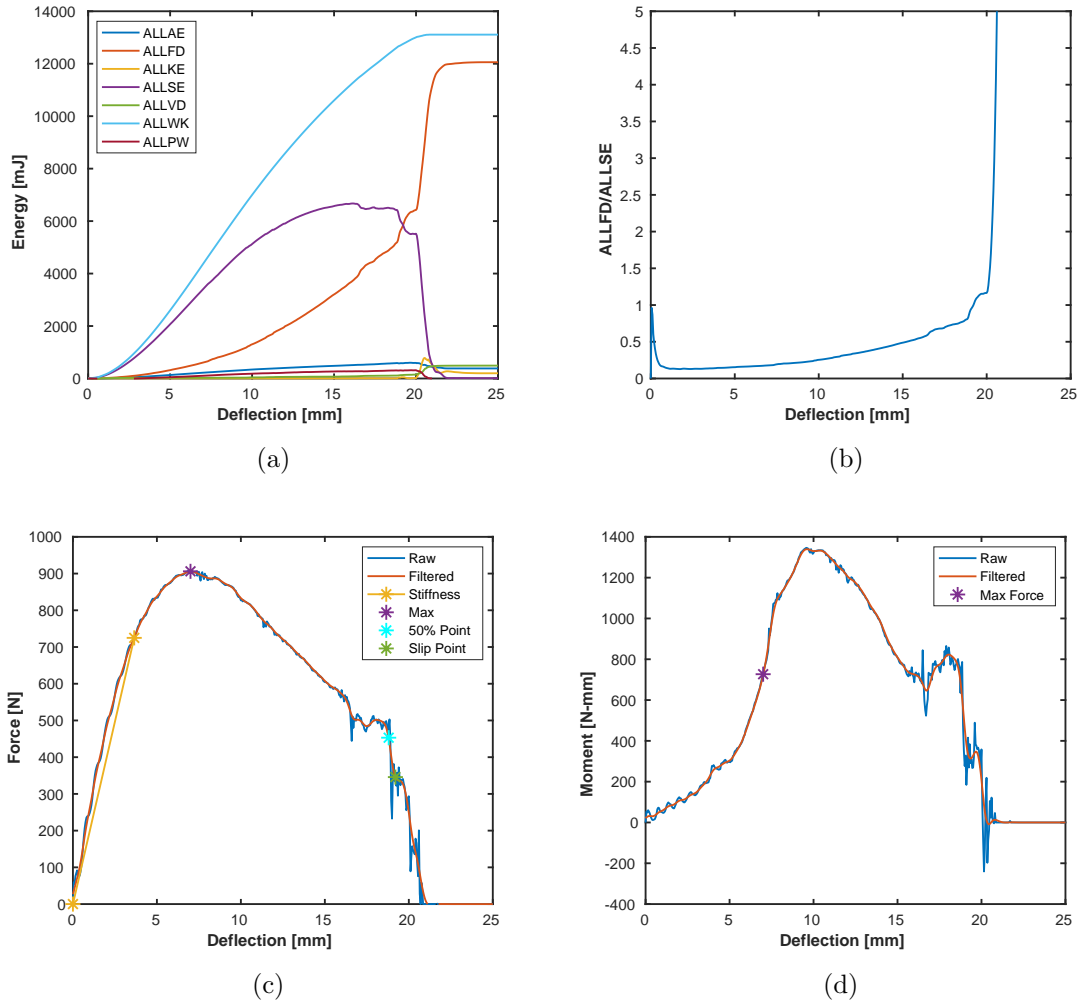 14000
12000
10000
8000
6000
4000
2000
0
Energy [mJ]
ALLAE
ALLFD
ALLKE
ALLSE
ALLVD
ALLWK
ALLPW
0 5 10 15 20 25
Deflection [mm]
(a)
5
4.5
4
3.5
3
2.5
2
1.5
1
0.5
0
ALLFD/ALLSE
0 5 10 15 20 25
Deflection [mm]
(b)
1000
900
800
700
600
500
400
300
200
100
0
Force [N]
Raw
Filtered
Stiffness
Max
50% Point
Slip Point
0 5 10 15 20 25
Deflection [mm]
(c)
1400
1200
1000
800
600
400
200
0
-200
-400
Moment [N-mm]
Raw
Filtered
Max Force
0 5 10 15 20 25
Deflection [mm]
(d)